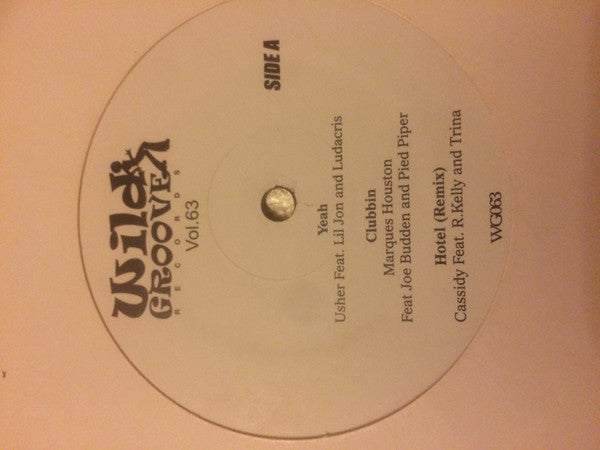 Wild
GROOVE
RECORDS
Vol.63
SIDE A
Yeah
Usher Feat. Lil Jon and Ludacris
Clubbin
Marques Houston
Feat Joe Budden and Pied Piper
Hotel (Remix)
Cassidy Feat. R.Kelly and Trina
WG063